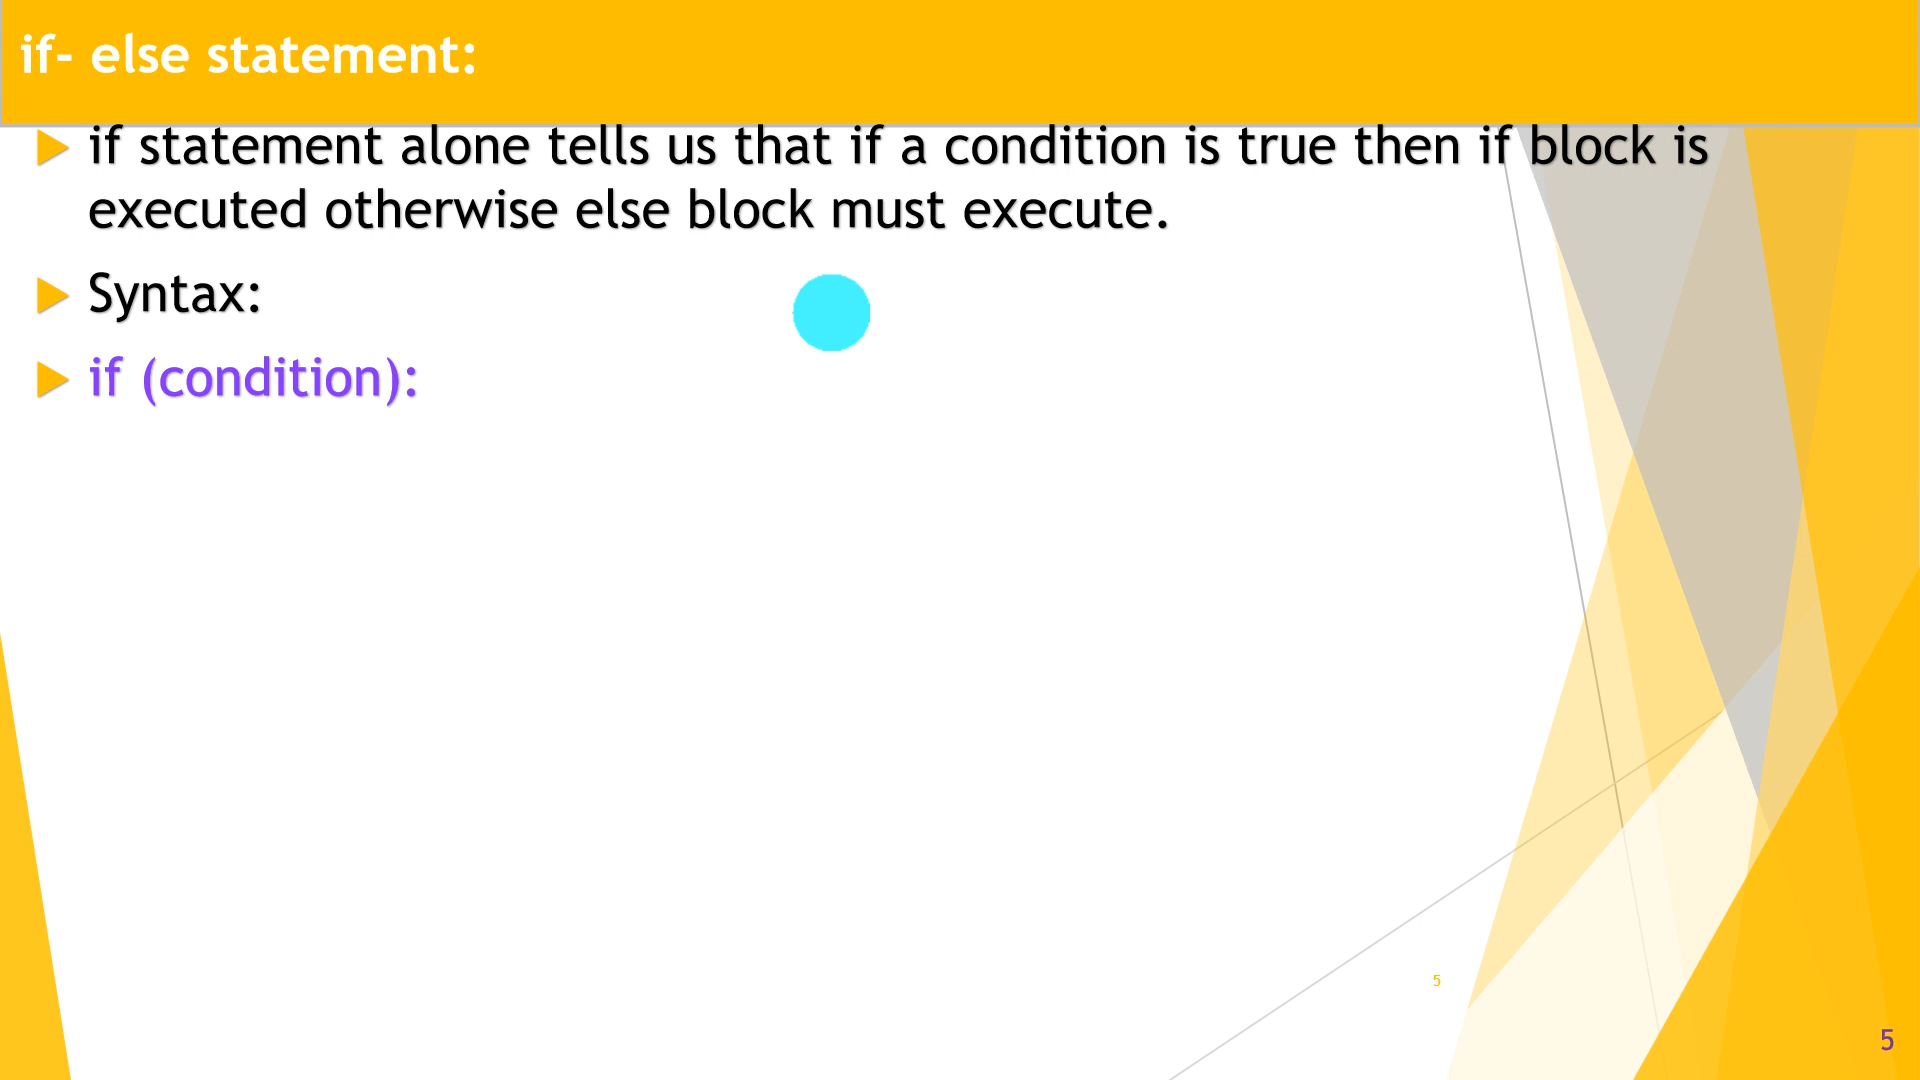 if- else statement:
if statement alone tells us that if a condition is true then if block is
executed otherwise else block must execute.
Syntax:
if (condition):
5
5